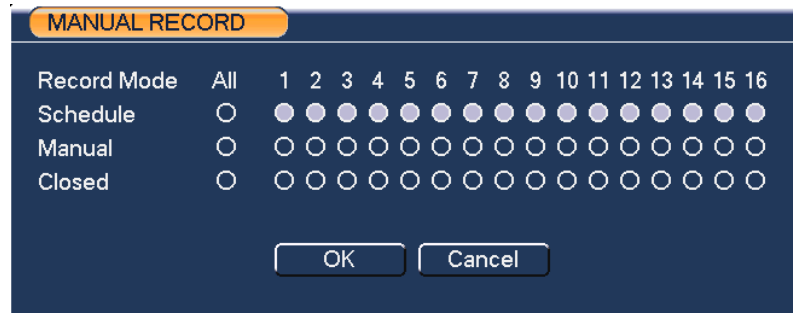 MANUAL RECORD
Record Mode All 1 2 3 4 5 6 7 8 9 10 11 12 13 14 15 16
Schedule
Manual
Closed
OK Cancel